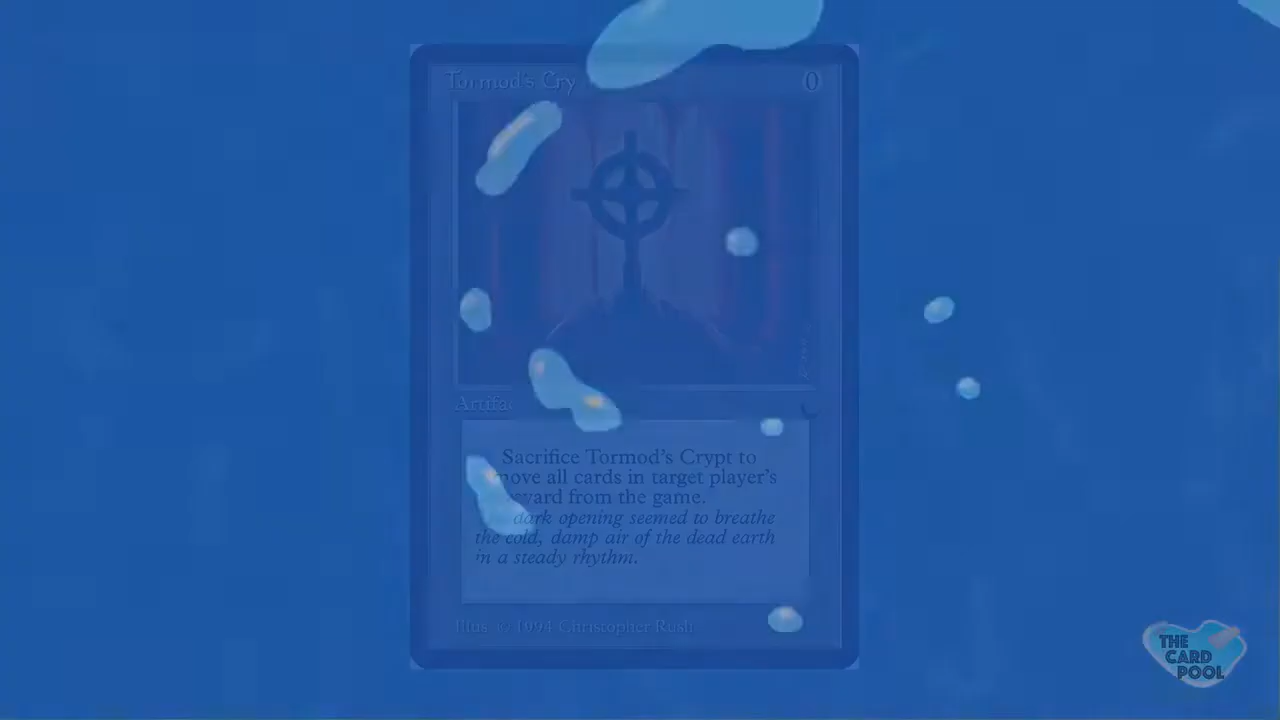 Tormod's Cry
0
Artifac
Sacrifice Tormod's Crypt to
move all cards in target player's
yard from the game.
dark opening seemed to breathe
the cold, damp air of the dead earth
in a steady rhythm.
Illus. © 1994 Christopher Rush
THE
CARD
POOL